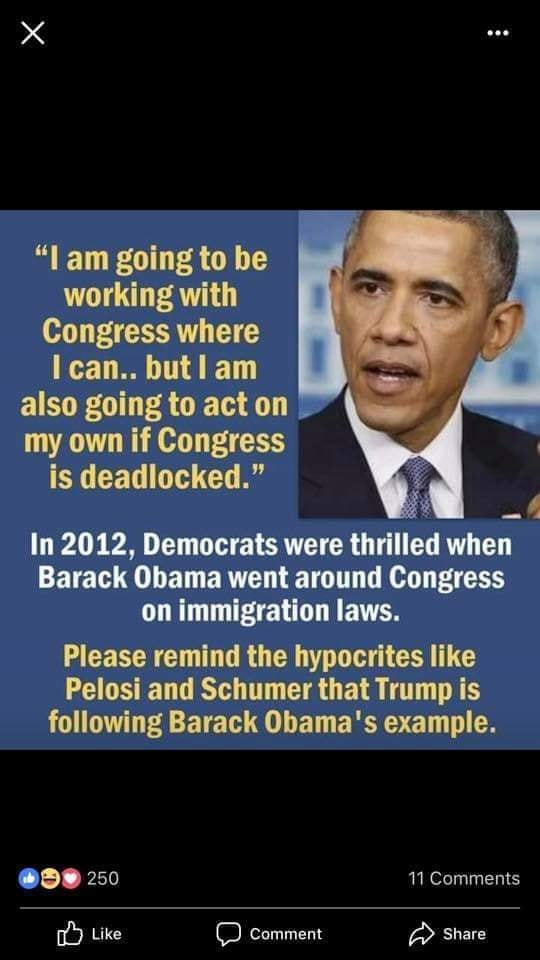 “I am going to be
working with
Congress where
I can.. but I am
also going to act on
my own if Congress
is deadlocked.”
In 2012, Democrats were thrilled when
Barack Obama went around Congress
on immigration laws.
Please remind the hypocrites like
Pelosi and Schumer that Trump is
following Barack Obama's example.
250
11 Comments
Like
Comment
Share